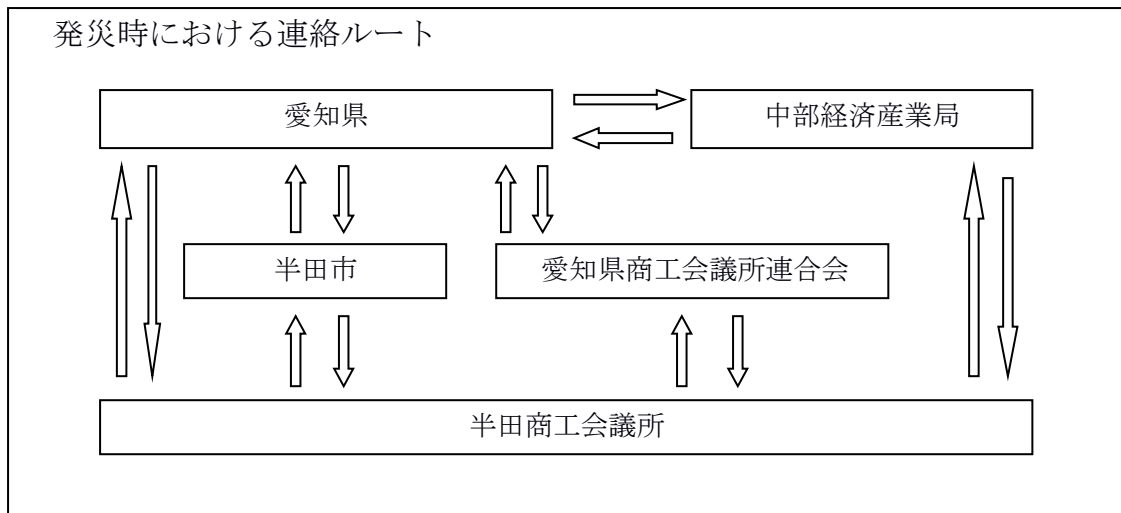 発災時における連絡ルート
愛知県
中部経済産業局
半田市
愛知県商工会議所連合会
半田商工会議所